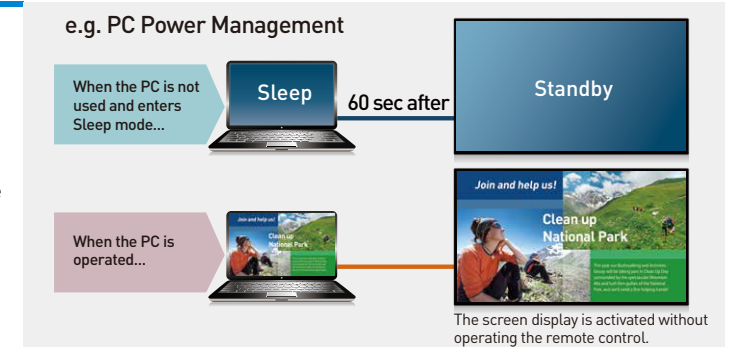 e.g. PC Power Management
When the PC is not
used and enters
Sleep mode...
Sleep
60 sec after
Standby
When the PC is
operated...
Join and help us!
Clean up
National Park
Join and help us!
Clean up
National Park
The screen display is activated without
operating the remote control.